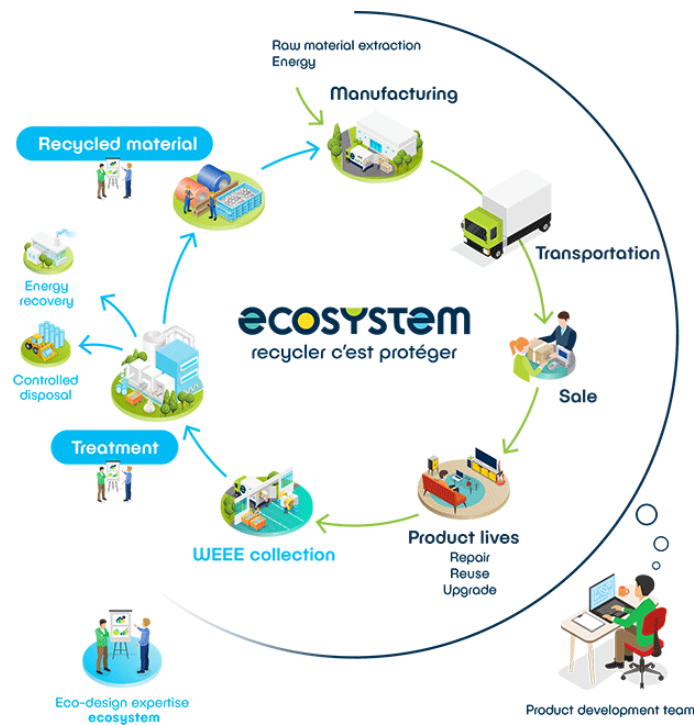 Raw material extraction
Energy
Manufacturing
Recycled material
Transportation
Energy
recovery
ecosystem
recycler c'est protéger
Controlled
disposal
Sale
Treatment
Product lives
Repair
Reuse
Upgrade
WEEE collection
Eco-design expertise
ecosystem
Product development team